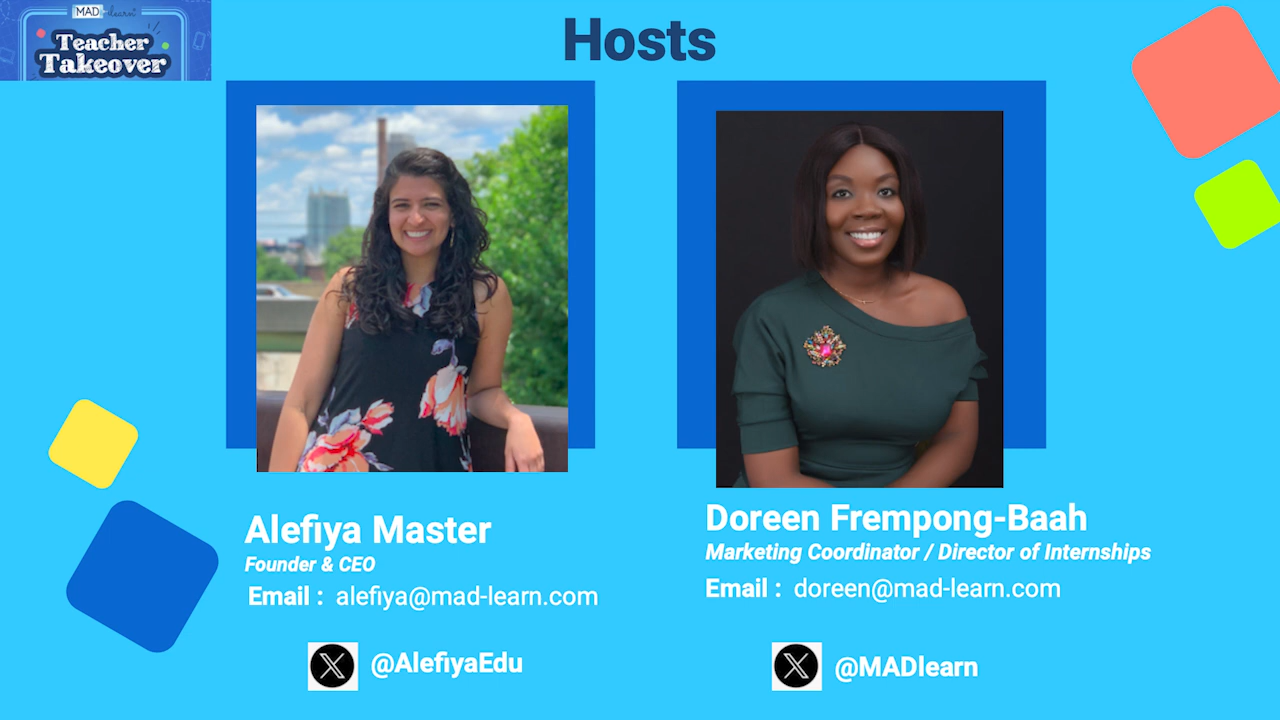 MAD learn
Teacher
Takeover
Hosts
Alefiya Master
Founder & CEO
Email : alefiya@mad-learn.com
@AlefiyaEdu
Doreen Frempong-Baah
Marketing Coordinator / Director of Internships
Email : doreen@mad-learn.com
@MADlearn